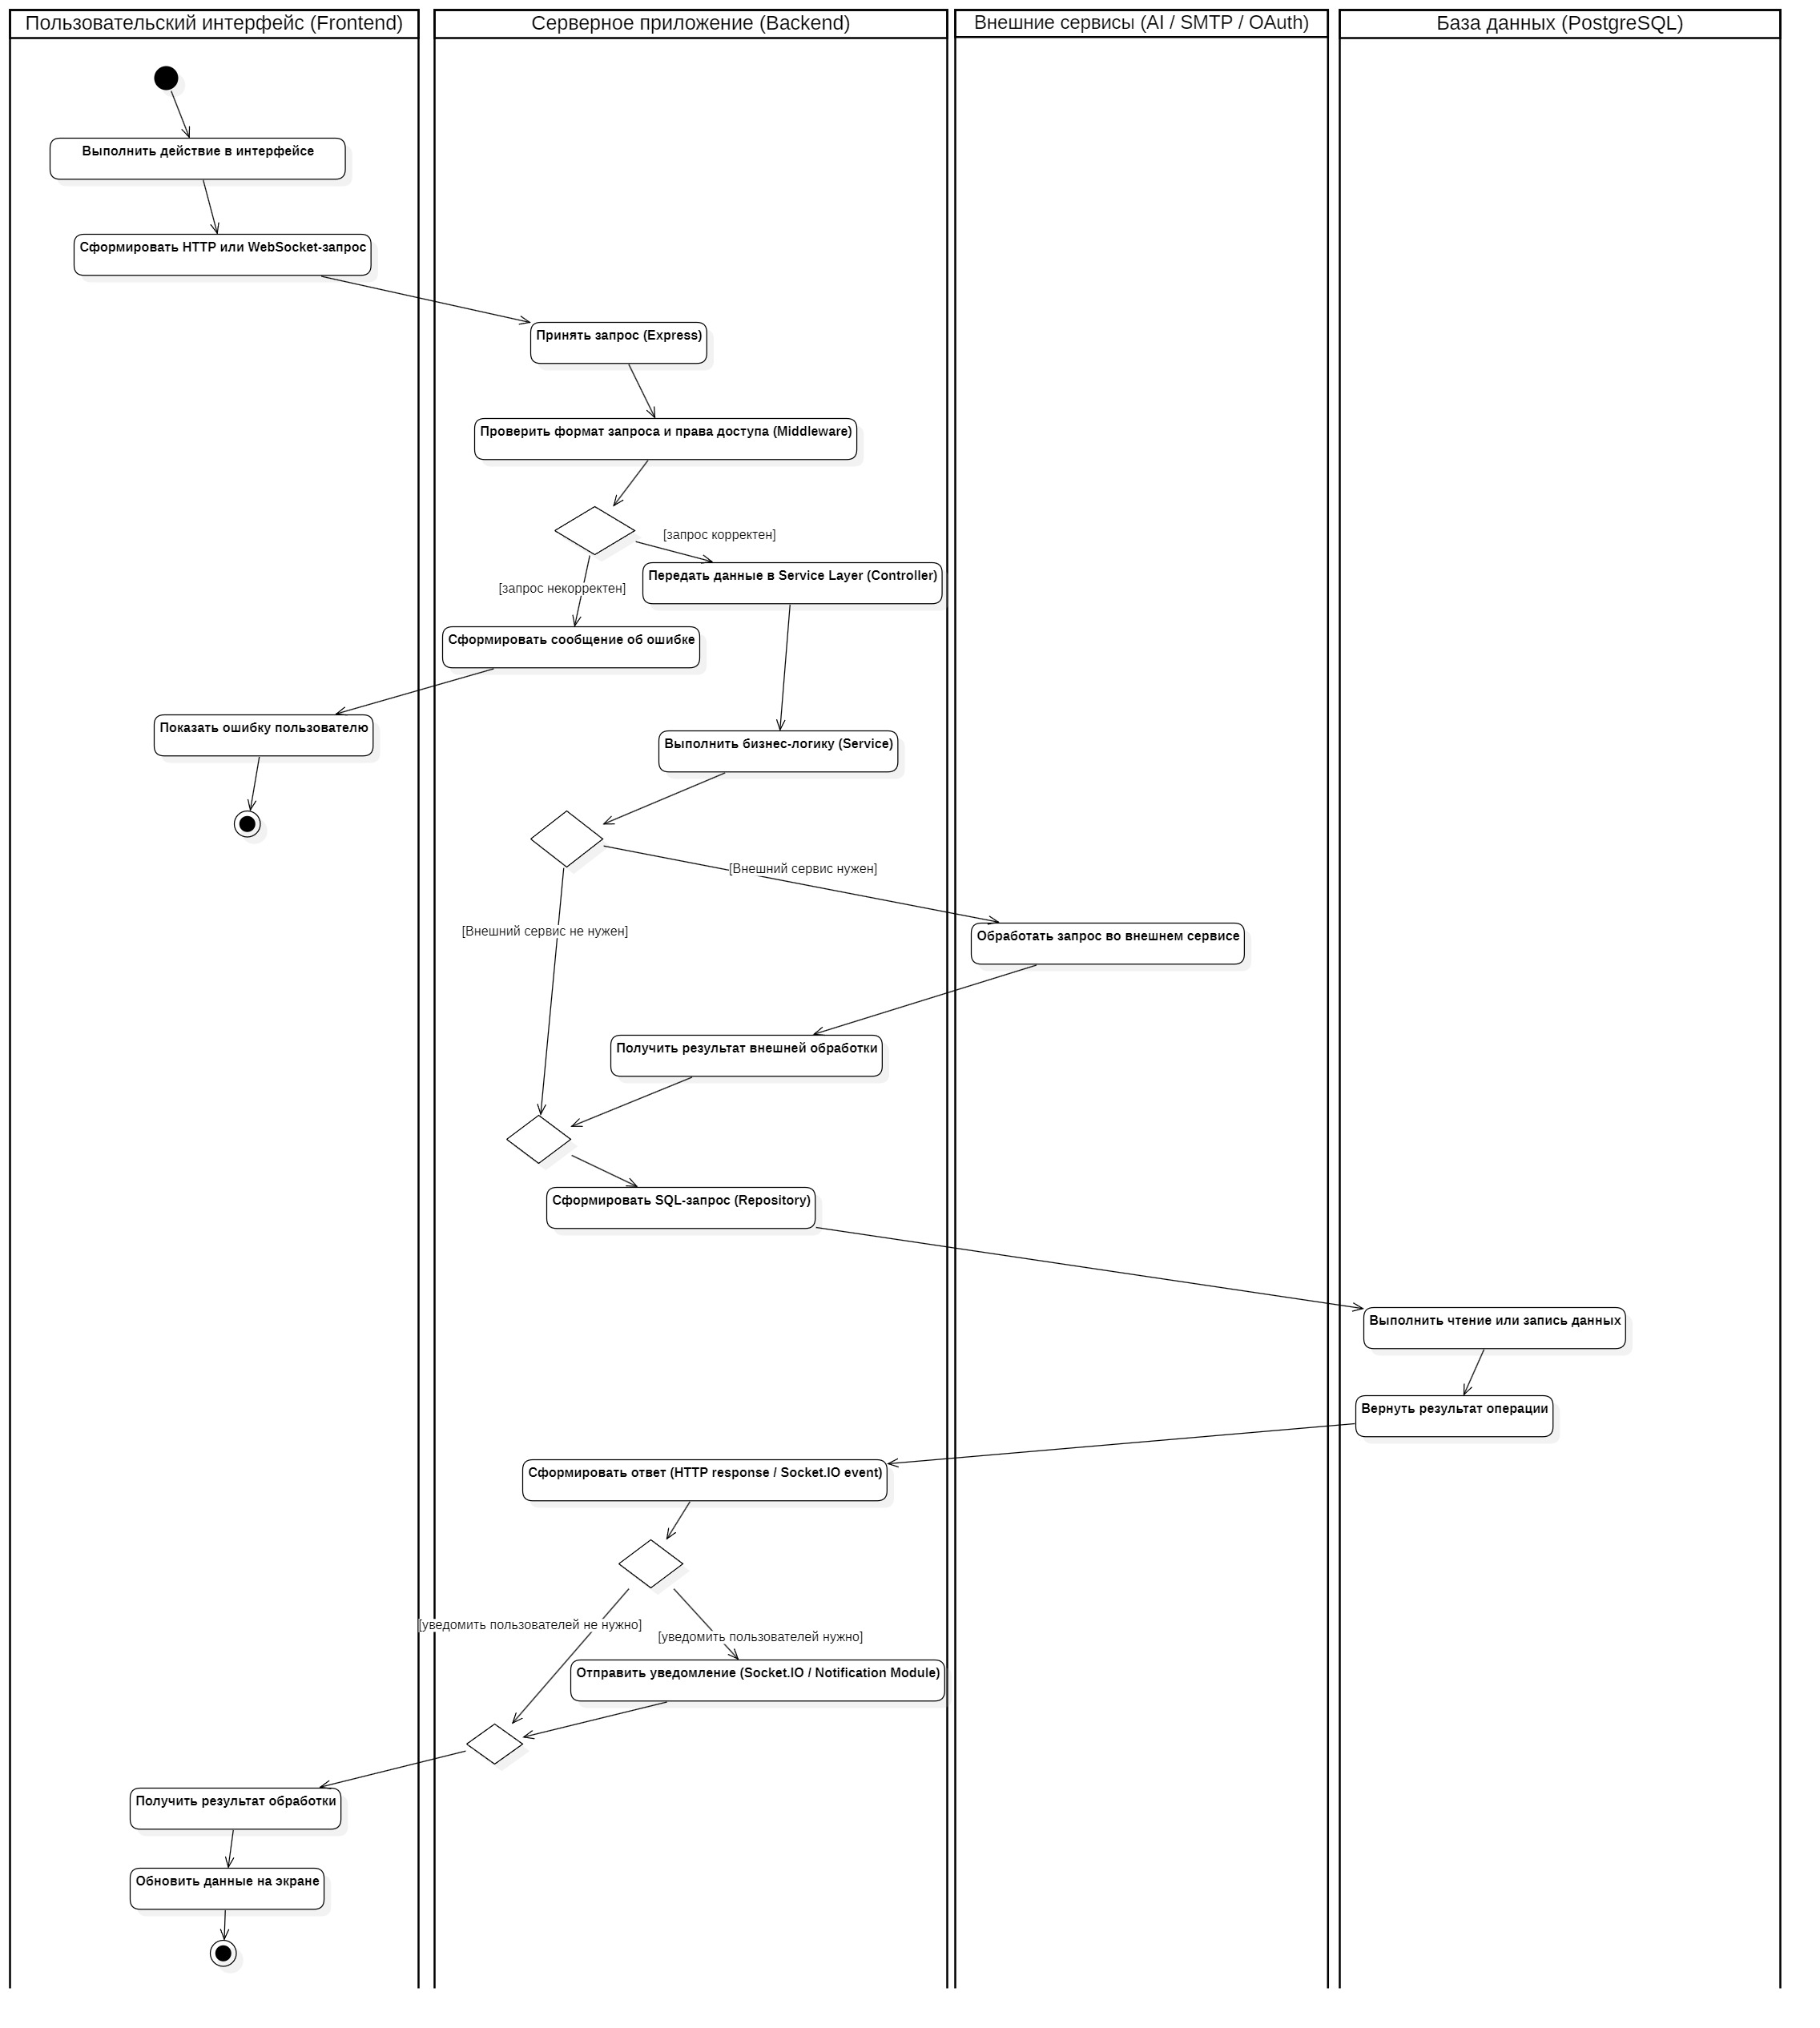 Пользовательский интерфейс (Frontend)
Серверное приложение (Backend)
Внешние сервисы (AI / SMTP / OAuth)
База данных (PostgreSQL)
Выполнить действие в интерфейсе
Сформировать HTTP или WebSocket-запрос
Принять запрос (Express)
Проверить формат запроса и права доступа (Middleware)
[запрос корректен]
Передать данные в Service Layer (Controller)
[запрос некорректен]
Сформировать сообщение об ошибке
Показать ошибку пользователю
Выполнить бизнес-логику (Service)
[Внешний сервис нужен]
[Внешний сервис не нужен]
Обработать запрос во внешнем сервисе
Получить результат внешней обработки
Сформировать SQL-запрос (Repository)
Выполнить чтение или запись данных
Вернуть результат операции
Сформировать ответ (HTTP response / Socket.IO event)
[уведомить пользователей не нужно]
[уведомить пользователей нужно]
Отправить уведомление (Socket.IO / Notification Module)
Получить результат обработки
Обновить данные на экране